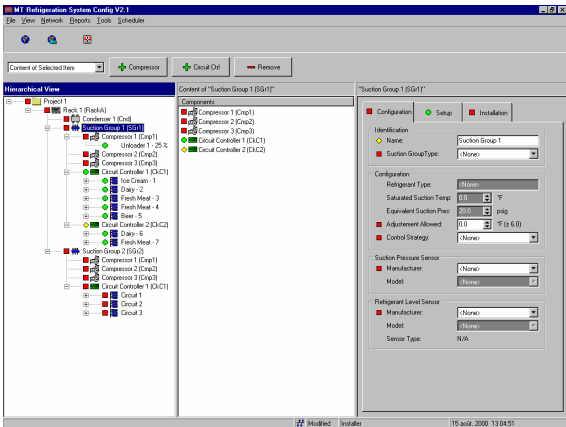 MT Refrigeration System Config V2.1
File View Network Reports Tools Scheduler
Content of Selected Item
Compressor
Circuit Ctrl
Remove
Hierarchical View
Project 1
Rack 1 (RackA)
Condenser 1 (Cnd)
Suction Group 1 (SGr1)
Compressor 1 (Cmp1)
Unloader 1 - 25 %
Compressor 2 (Cmp2)
Compressor 3 (Cmp3)
Circuit Controller 1 (CkC1)
Ice Cream - 1
Dairy - 2
Fresh Meat - 3
Fresh Meat - 4
Beer - 5
Circuit Controller 2 (CkC2)
Dairy - 6
Fresh Meat - 7
Suction Group 2 (SGr2)
Compressor 1 (Cmp1)
Compressor 2 (Cmp2)
Compressor 3 (Cmp3)
Circuit Controller 1 (CkC1)
Circuit 1
Circuit 2
Circuit 3
Content of "Suction Group 1 (SGr1)"
Components
Compressor 1 (Cmp1)
Compressor 2 (Cmp2)
Compressor 3 (Cmp3)
Circuit Controller 1 (CkC1)
Circuit Controller 2 (CkC2)
"Suction Group 1 (SGr1)"
Configuration Setup Installation
Identification
Name: Suction Group 1
Suction GroupType: <None>
Configuration
Refrigerant Type: <None>
Saturated Suction Temp: 20.0 °F
Equivalent Suction Pres: 20.0 psig
Adjustement Allowed: 0.0 °F (± 6.0)
Control Strategy: <None>
Suction Pressure Sensor
Manufacturer: <None>
Model: <None>
Refrigerant Level Sensor
Manufacturer: <None>
Model: <None>
Sensor Type: N/A
Modified Installer 15 août, 2000 13:04:51